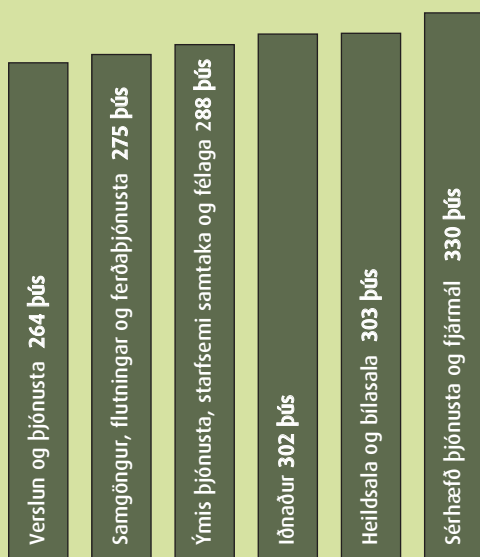 Verslun og þjónusta 264 þús
Samgöngur, flutningar og ferðaþjónusta 275 þús
Ýmis þjónusta, starfsemi samtaka og félaga 288 þús
Iðnaður 302 þús
Heildsala og bílasala 303 þús
Sérhæfð þjónusta og fjármál 330 þús